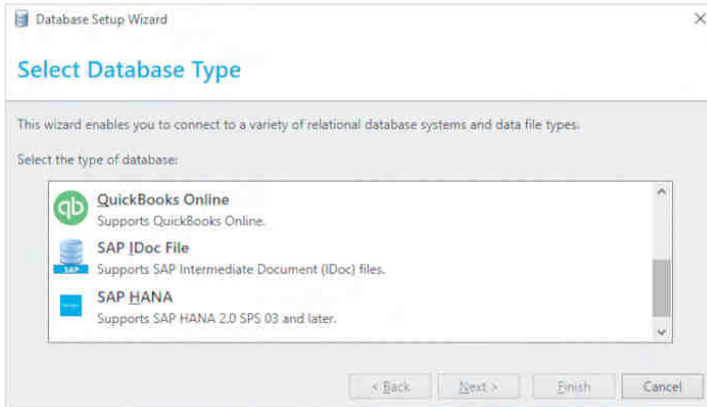 Database Setup Wizard
Select Database Type
This wizard enables you to connect to a variety of relational database systems and data file types.
Select the type of database:
qb
QuickBooks Online
Supports QuickBooks Online.
SAP IDoc File
SAP
Supports SAP Intermediate Document (IDoc) files.
SAP HANA
Supports SAP HANA 2.0 SPS 03 and later.
< Back
Next >
Finish
Cancel